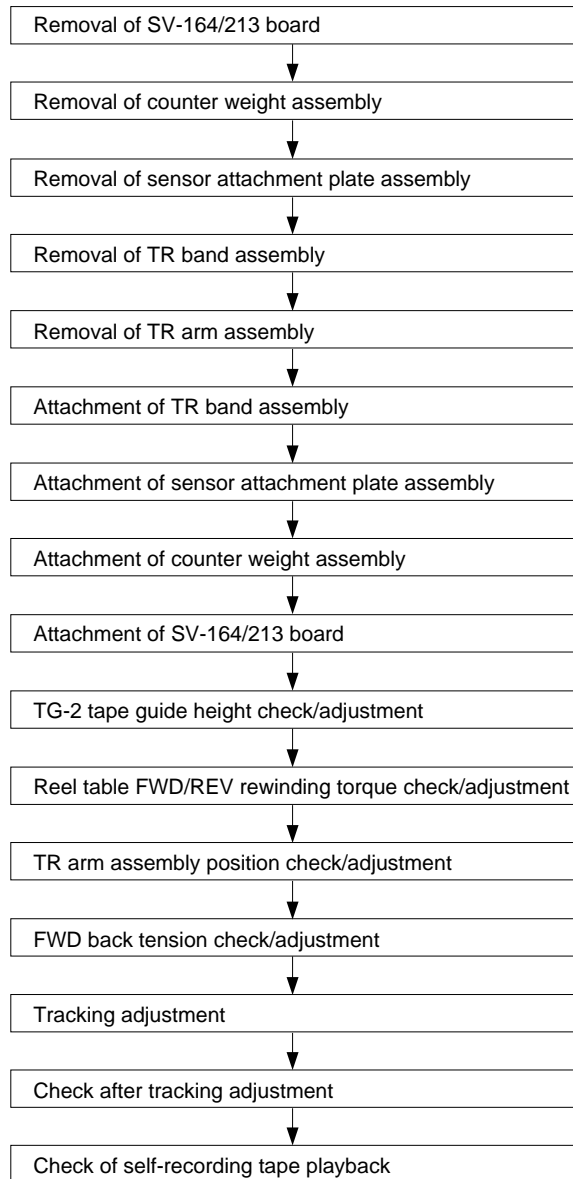 Removal of SV-164/213 board
Removal of counter weight assembly
Removal of sensor attachment plate assembly
Removal of TR band assembly
Removal of TR arm assembly
Attachment of TR band assembly
Attachment of sensor attachment plate assembly
Attachment of counter weight assembly
Attachment of SV-164/213 board
TG-2 tape guide height check/adjustment
Reel table FWD/REV rewinding torque check/adjustment
TR arm assembly position check/adjustment
FWD back tension check/adjustment
Tracking adjustment
Check after tracking adjustment
Check of self-recording tape playback